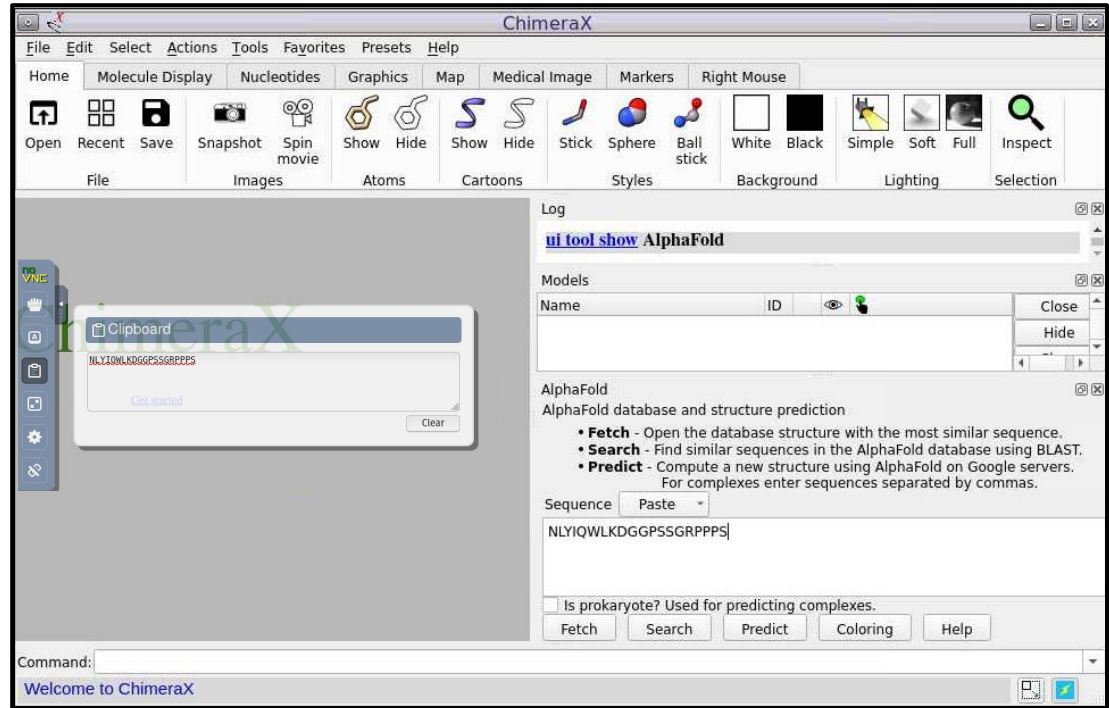 ChimeraX
File Edit Select Actions Tools Favorites Presets Help
Home Molecule Display Nucleotides Graphics Map Medical Image Markers Right Mouse
Open Recent Save Snapshot Spin movie Show Hide Show Hide Stick Sphere Ball stick White Black Simple Soft Full Inspect
File Images Atoms Cartoons Styles Background Lighting Selection
Log
ui tool show AlphaFold
Models
Name ID
Close
Hide
no
VNC
ChimeraX
Clipboard
NLYIQWLKDGGPSSGRPPPS
Get started
Clear
AlphaFold
AlphaFold database and structure prediction
• Fetch - Open the database structure with the most similar sequence.
• Search - Find similar sequences in the AlphaFold database using BLAST.
• Predict - Compute a new structure using AlphaFold on Google servers.
For complexes enter sequences separated by commas.
Sequence Paste
NLYIQWLKDGGPSSGRPPPS
Is prokaryote? Used for predicting complexes.
Fetch Search Predict Coloring Help
Command:
Welcome to ChimeraX